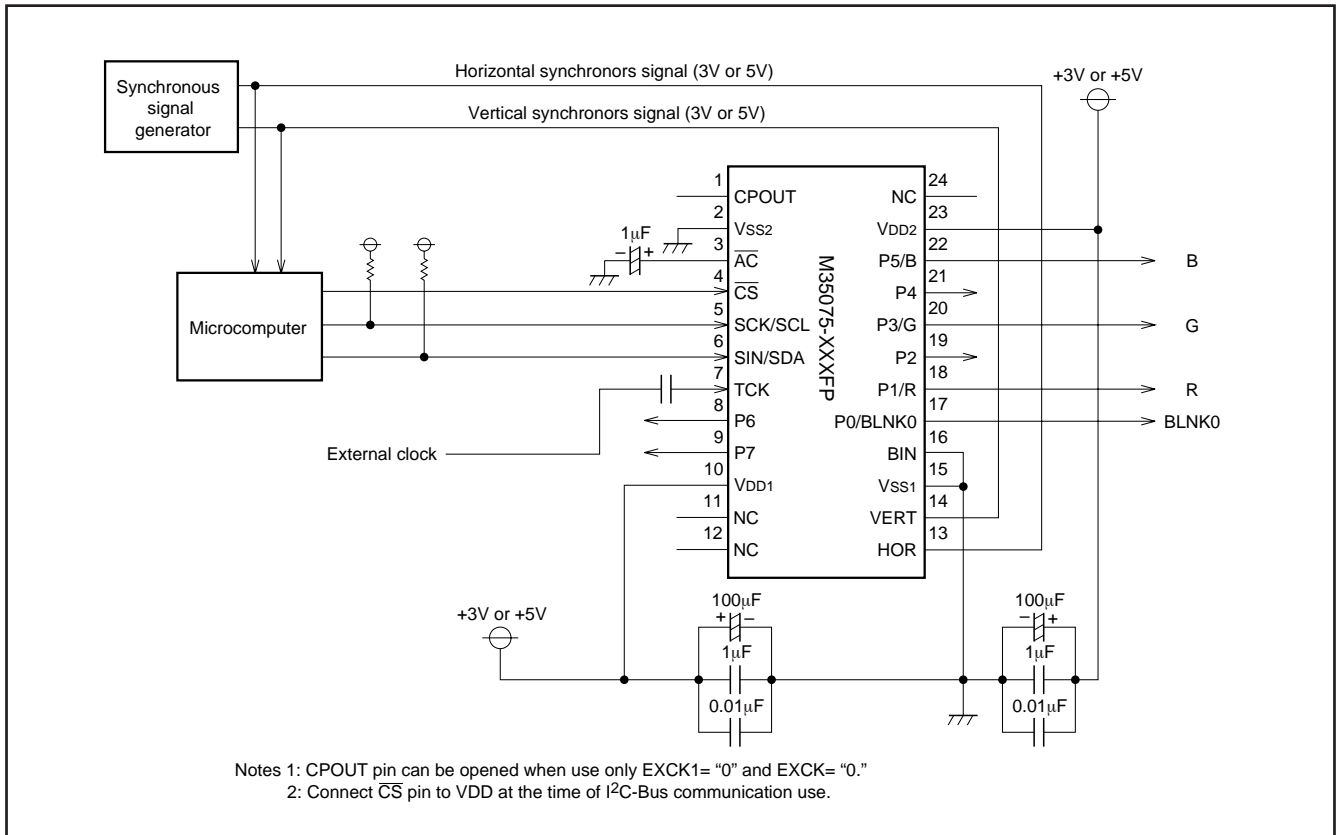 Synchronous
signal
generator
Horizontal synchronors signal (3V or 5V)
Vertical synchronors signal (3V or 5V)
+3V or +5V
Microcomputer
External clock
1μF
− +
1
CPOUT
2
VSS2
3
AC
4
CS
5
SCK/SCL
6
SIN/SDA
7
TCK
8
P6
9
P7
10
VDD1
11
NC
12
NC
M35075-XXXFP
24
NC
23
VDD2
22
P5/B
B
21
P4
20
P3/G
G
19
P2
18
P1/R
R
17
P0/BLNK0
BLNK0
16
BIN
15
VSS1
14
VERT
13
HOR
+3V or +5V
100μF
+ −
1μF
0.01μF
100μF
− +
1μF
0.01μF
Notes 1: CPOUT pin can be opened when use only EXCK1= “0” and EXCK= “0.”
2: Connect CS pin to VDD at the time of I2C-Bus communication use.